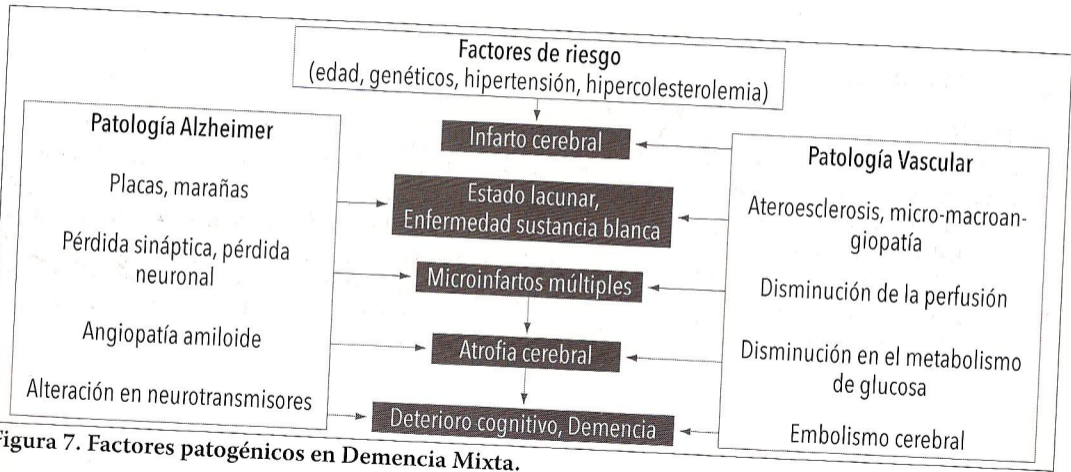 Factores de riesgo
(edad, genéticos, hipertensión, hipercolesterolemia)
Patología Alzheimer
Placas, marañas
Pérdida sináptica, pérdida
neuronal
Angiopatía amiloide
Alteración en neurotransmisores
Infarto cerebral
Estado lacunar,
Enfermedad sustancia blanca
Microinfartos múltiples
Atrofia cerebral
Deterioro cognitivo, Demencia
Patología Vascular
Ateroesclerosis, micro-macroan-
giopatía
Disminución de la perfusión
Disminución en el metabolismo
de glucosa
Embolismo cerebral
Figura 7. Factores patogénicos en Demencia Mixta.